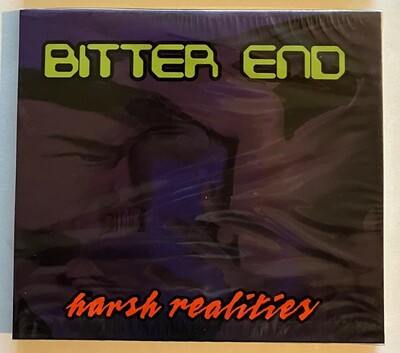 BITTER END
harsh realities